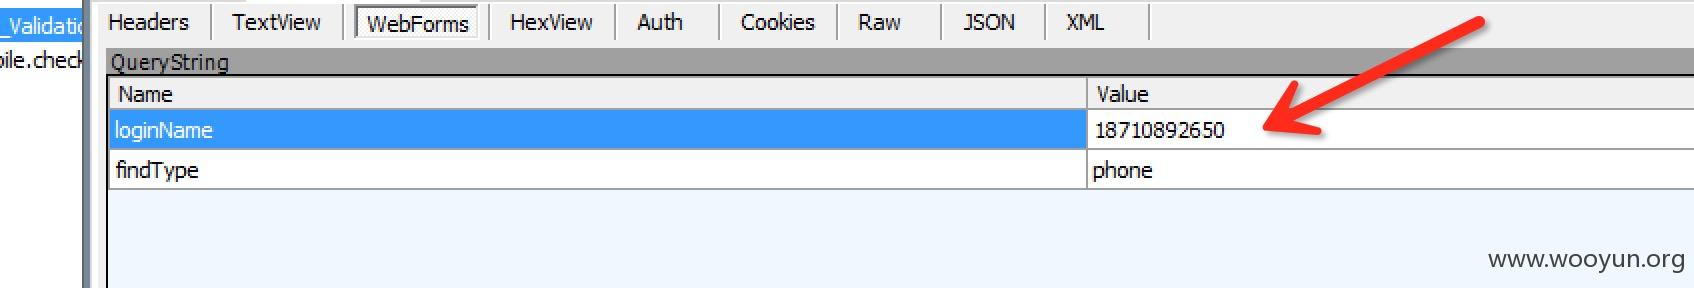 Headers TextView WebForms HexView Auth Cookies Raw JSON XML
_Validatio
QueryString
bile.check
Name Value
loginName 18710892650
findType phone
www.wooyun.org